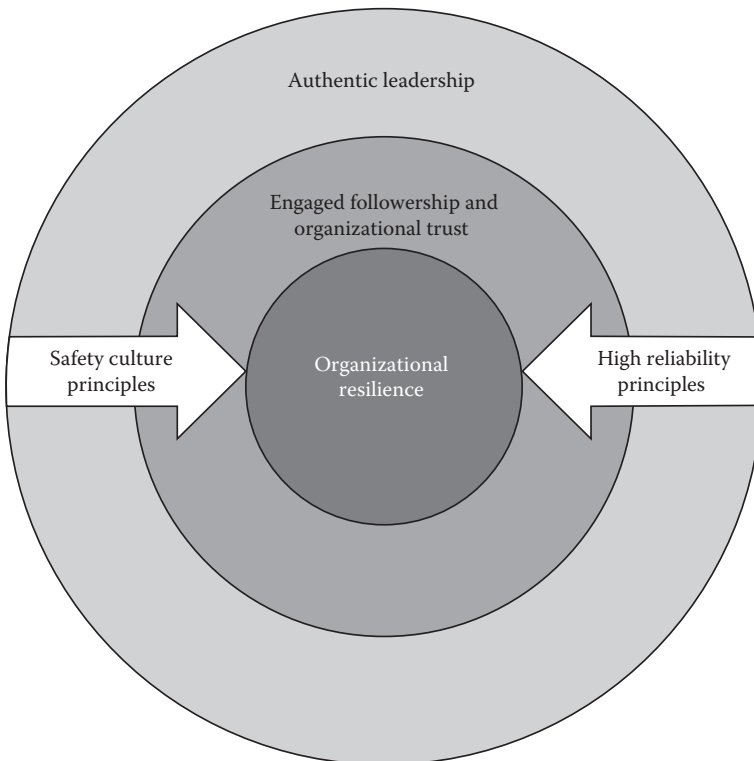 Authentic leadership
Engaged followership and
organizational trust
Safety culture
principles
Organizational
resilience
High reliability
principles